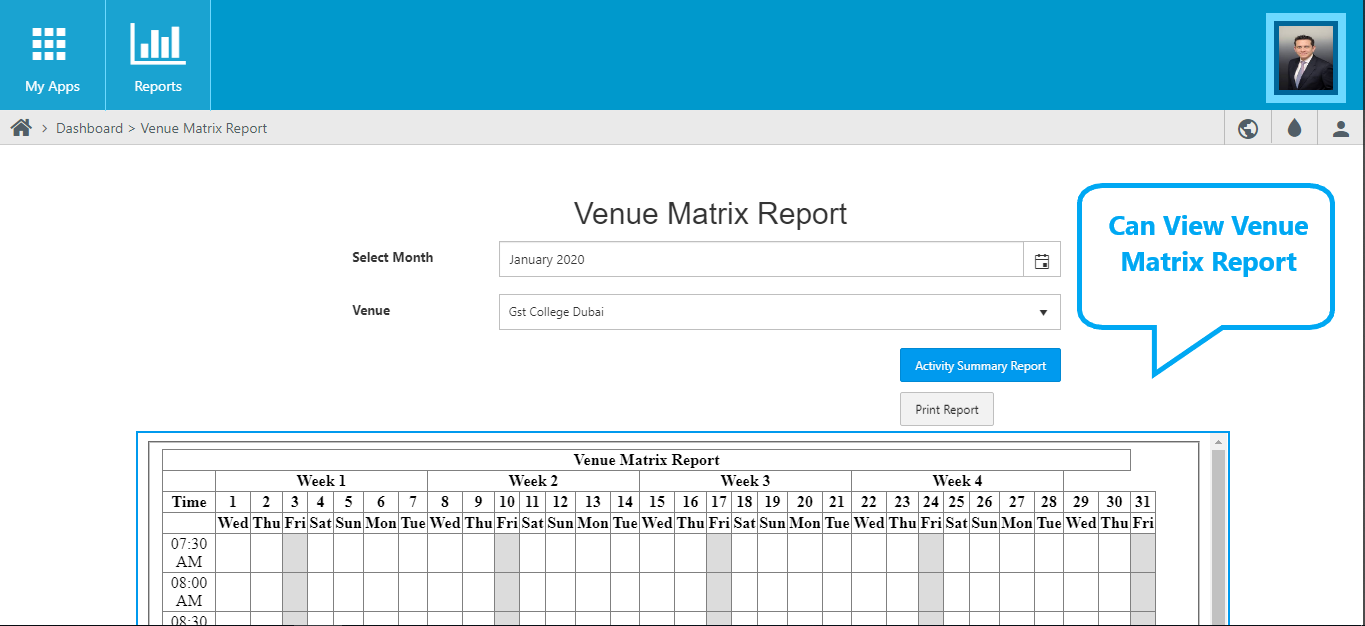 My Apps
Reports
Dashboard > Venue Matrix Report
Venue Matrix Report
Select Month
January 2020
Venue
Gst College Dubai
Activity Summary Report
Print Report
Can View Venue
Matrix Report
Venue Matrix Report
Week 1 Week 2 Week 3 Week 4
Time 1 2 3 4 5 6 7 8 9 10 11 12 13 14 15 16 17 18 19 20 21 22 23 24 25 26 27 28 29 30 31
Wed Thu Fri Sat Sun Mon Tue Wed Thu Fri Sat Sun Mon Tue Wed Thu Fri Sat Sun Mon Tue Wed Thu Fri Sat Sun Mon Tue Wed Thu Fri
07:30
AM
08:00
AM
08:30